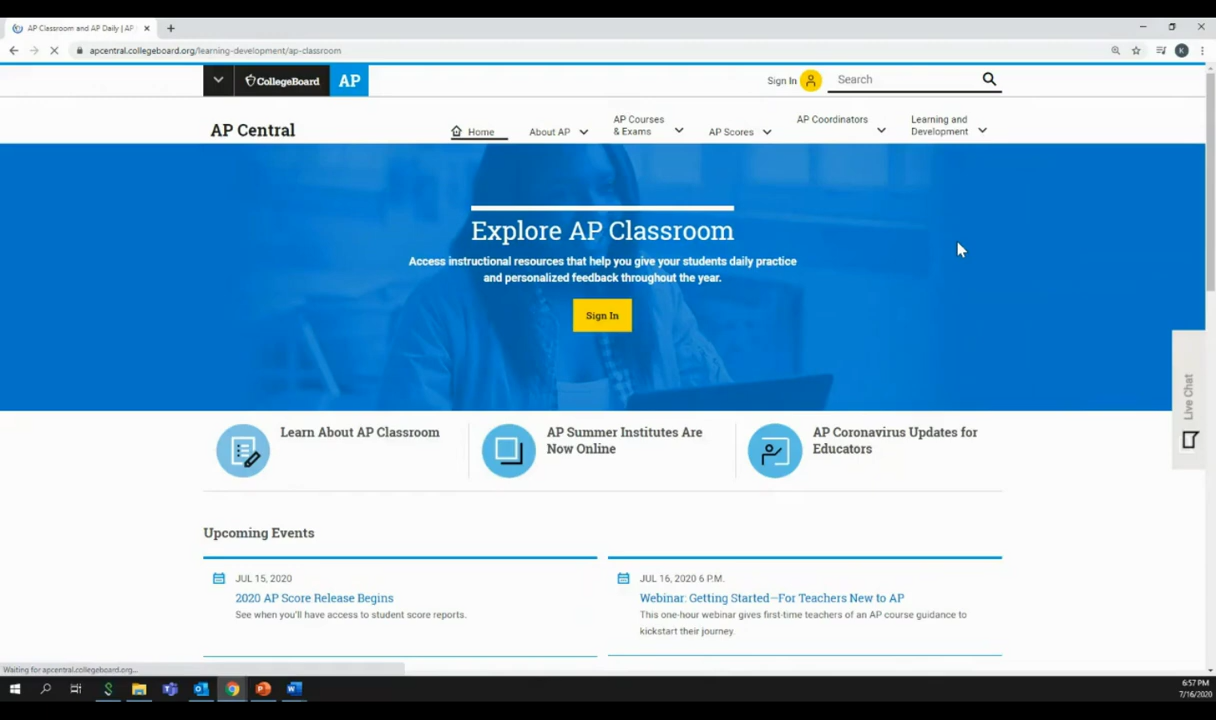 AP Classroom and AP Daily | AP
apcentral.collegeboard.org/learning-development/ap-classroom
K
CollegeBoard AP
Sign In
Search
AP Central
Home
About AP
AP Courses
& Exams
AP Scores
AP Coordinators
Learning and
Development
Explore AP Classroom
Access instructional resources that help you give your students daily practice
and personalized feedback throughout the year.
Sign In
Live Chat
Learn About AP Classroom
AP Summer Institutes Are
Now Online
AP Coronavirus Updates for
Educators
Upcoming Events
JUL 15, 2020
2020 AP Score Release Begins
See when you'll have access to student score reports.
JUL 16, 2020 6 P.M.
Webinar: Getting Started—For Teachers New to AP
This one-hour webinar gives first-time teachers of an AP course guidance to
kickstart their journey.
Waiting for apcentral.collegeboard.org...
6:57 PM
7/16/2020